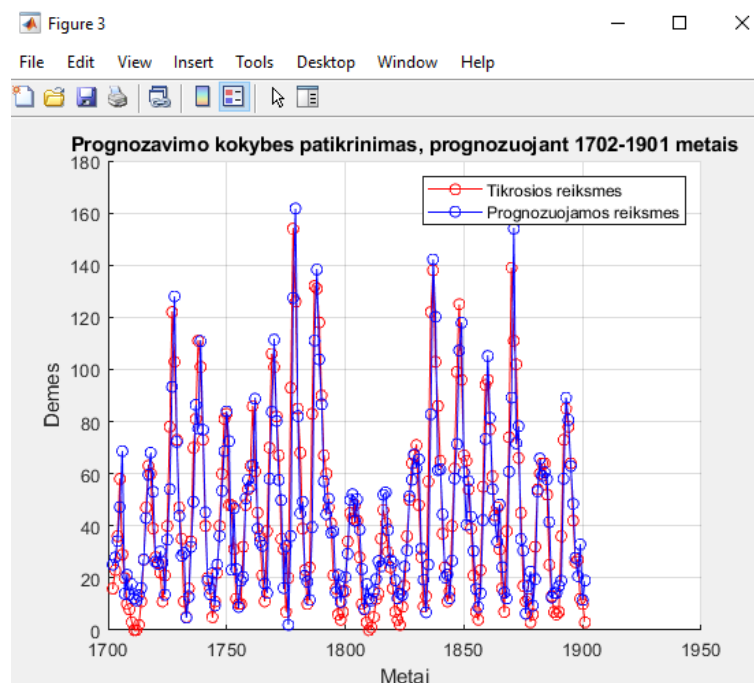 Figure 3
File Edit View Insert Tools Desktop Window Help
Prognozavimo kokybes patikrinimas, prognozuojant 1702-1901 metais
Tikrosios reiksmes
Prognozuojamos reiksmes
180
160
140
120
100
80
60
40
20
0
Demes
1700 1750 1800 1850 1900 1950
Metai